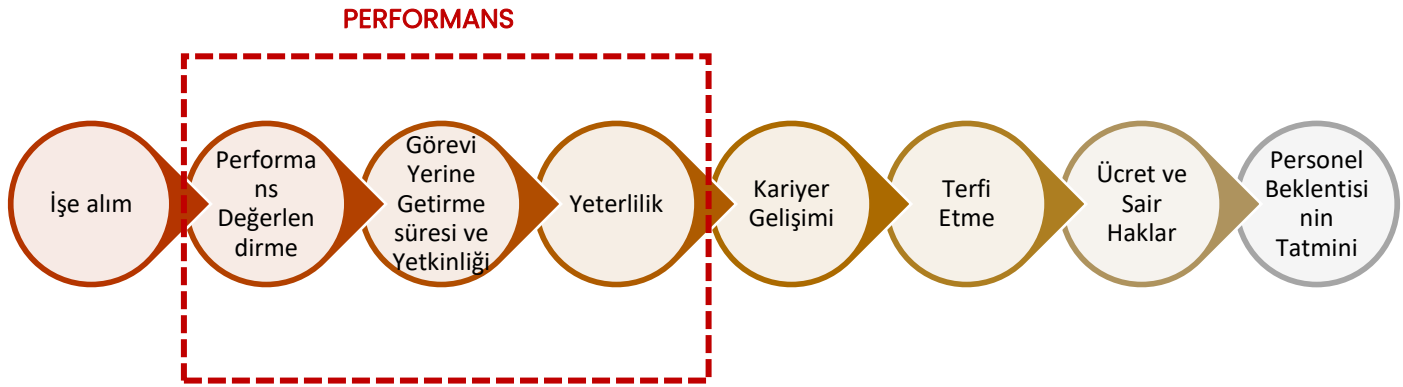 PERFORMANS
İşe alım
Performa
ns
Değerlen
dirme
Görevi
Yerine
Getirme
süresi ve
Yetkinliği
Yeterlilik
Kariyer
Gelişimi
Terfi
Etme
Ücret ve
Sair
Haklar
Personel
Beklentisi
nin
Tatmini